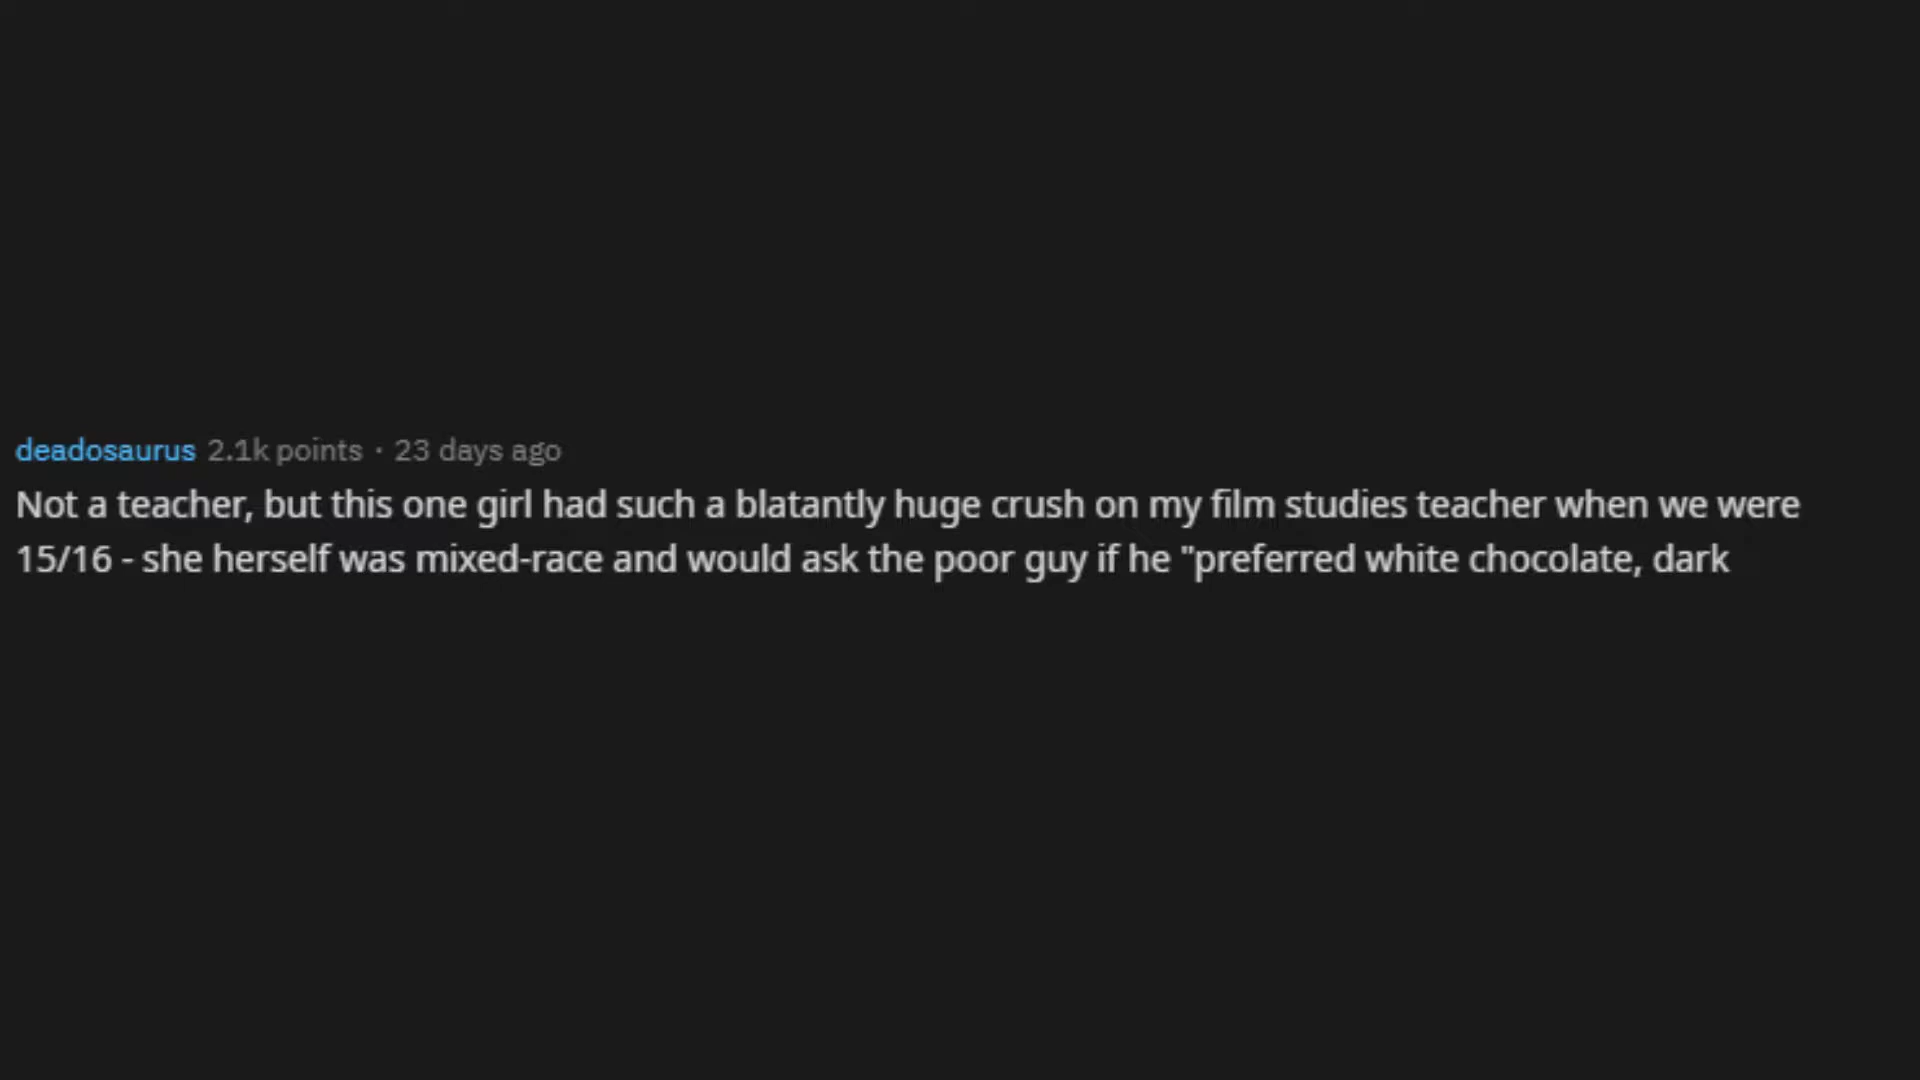 deadosaurus 2.1k points · 23 days ago
Not a teacher, but this one girl had such a blatantly huge crush on my film studies teacher when we were
15/16 - she herself was mixed-race and would ask the poor guy if he "preferred white chocolate, dark